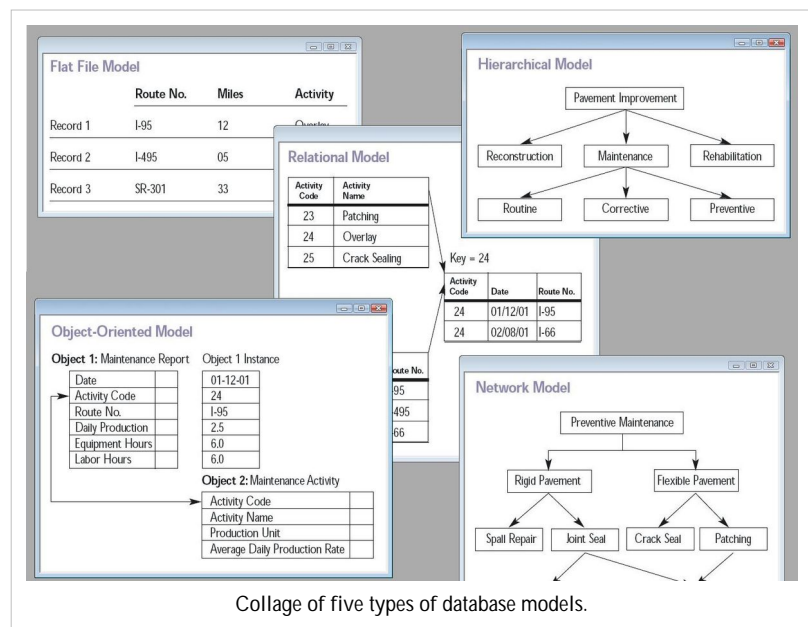 Flat File Model
Route No. Miles Activity
Record 1 I-95 12 Overlay
Record 2 I-495 05
Record 3 SR-301 33
Hierarchical Model
Pavement Improvement
Reconstruction Maintenance Rehabilitation
Routine Corrective Preventive
Relational Model
Activity Code Activity Name
23 Patching
24 Overlay
25 Crack Sealing
Key = 24
Activity Code Date Route No.
24 01/12/01 I-95
24 02/08/01 I-66
oute No.
-95
-495
-66
Object-Oriented Model
Object 1: Maintenance Report Object 1 Instance
Date 01-12-01
Activity Code 24
Route No. I-95
Daily Production 2.5
Equipment Hours 6.0
Labor Hours 6.0
Object 2: Maintenance Activity
Activity Code
Activity Name
Production Unit
Average Daily Production Rate
Network Model
Preventive Maintenance
Rigid Pavement Flexible Pavement
Spall Repair Joint Seal Crack Seal Patching
Collage of five types of database models.